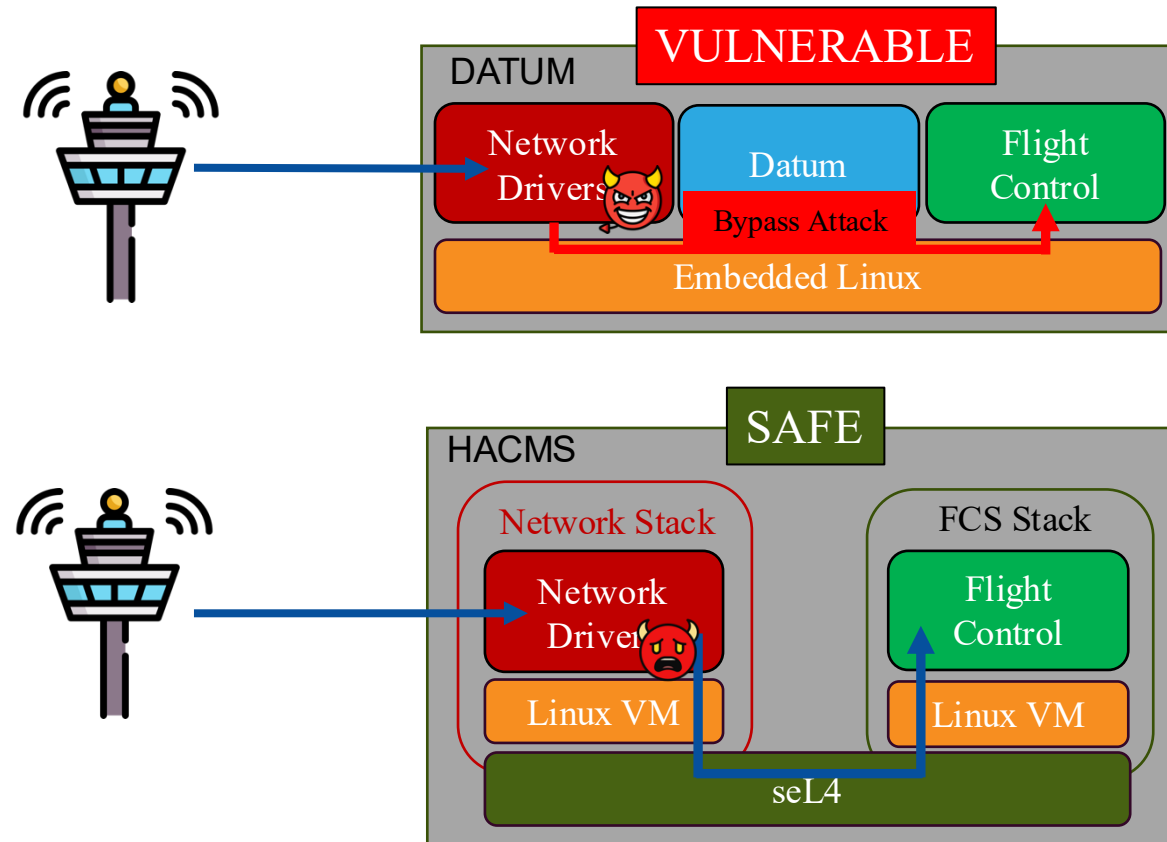 VULNERABLE
DATUM
Network
Drivers
Datum
Flight
Control
Bypass Attack
Embedded Linux
SAFE
HACMS
Network Stack
FCS Stack
Network
Driver
Flight
Control
Linux VM
Linux VM
seL4